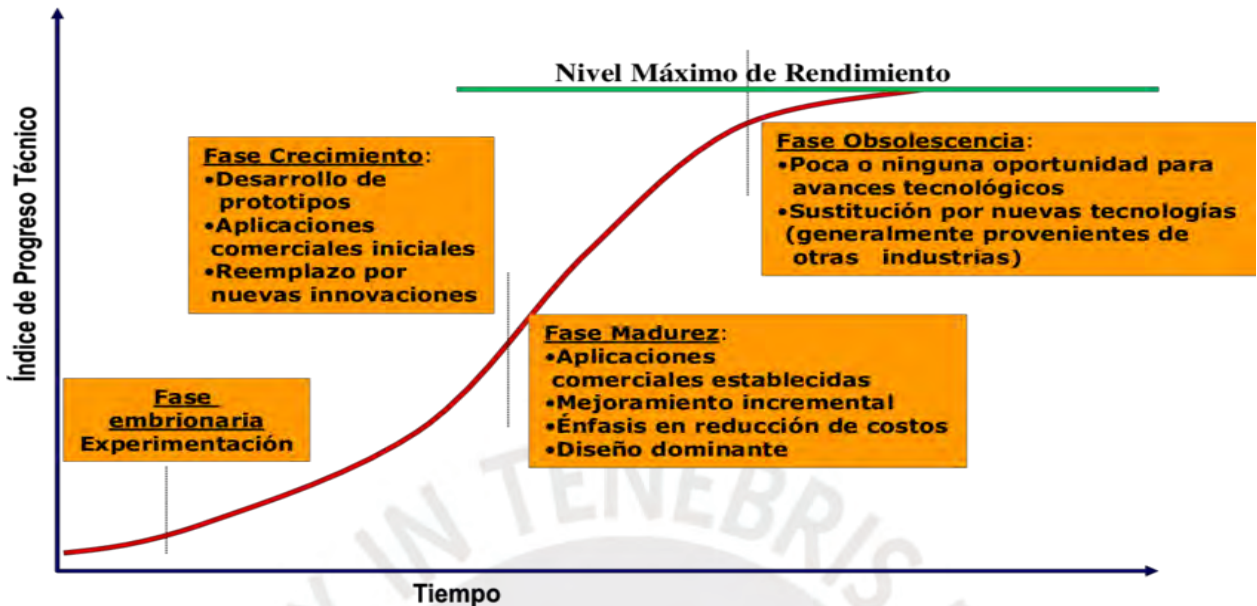 Nivel Máximo de Rendimiento
Índice de Progreso Técnico
Fase Crecimiento:
•Desarrollo de
prototipos
•Aplicaciones
comerciales iniciales
•Reemplazo por
nuevas innovaciones
Fase Obsolescencia:
•Poca o ninguna oportunidad para
avances tecnológicos
•Sustitución por nuevas tecnologías
(generalmente provenientes de
otras industrias)
Fase Madurez:
•Aplicaciones
comerciales establecidas
•Mejoramiento incremental
•Énfasis en reducción de costos
•Diseño dominante
Fase
embrionaria
Experimentación
IN TENEBRIS
Tiempo